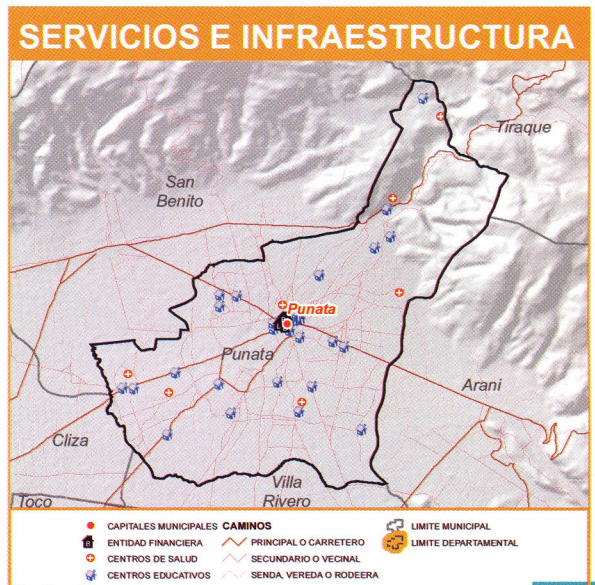 SERVICIOS E INFRAESTRUCTURA
Tiraque
San
Benito
Punata
Punata
Arani
Cliza
Villa
Rivero
Toco
CAPITALES MUNICIPALES
ENTIDAD FINANCIERA
CENTROS DE SALUD
CENTROS EDUCATIVOS
CAMINOS
PRINCIPAL O CARRETERO
SECUNDARIO O VECINAL
SENDA, VEREDA O RODEERA
LIMITE MUNICIPAL
LIMITE DEPARTAMENTAL